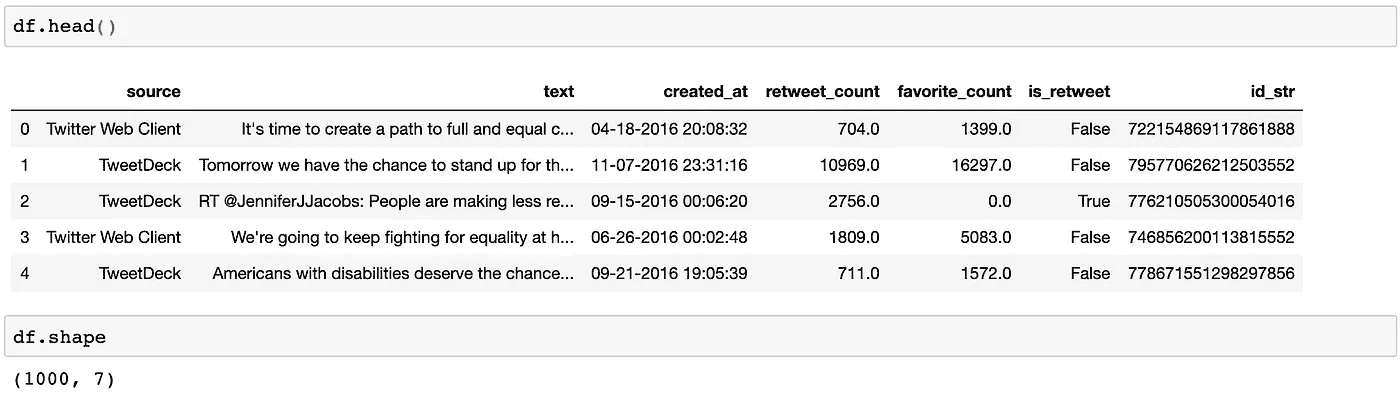 df.head()
source text created_at retweet_count favorite_count is_retweet id_str
0 Twitter Web Client It's time to create a path to full and equal c... 04-18-2016 20:08:32 704.0 1399.0 False 722154869117861888
1 TweetDeck Tomorrow we have the chance to stand up for th... 11-07-2016 23:31:16 10969.0 16297.0 False 795770626212503552
2 TweetDeck RT @JenniferJJacobs: People are making less re... 09-15-2016 00:06:20 2756.0 0.0 True 776210505300054016
3 Twitter Web Client We're going to keep fighting for equality at h... 06-26-2016 00:02:48 1809.0 5083.0 False 746856200113815552
4 TweetDeck Americans with disabilities deserve the chance... 09-21-2016 19:05:39 711.0 1572.0 False 778671551298297856
df.shape
(1000, 7)